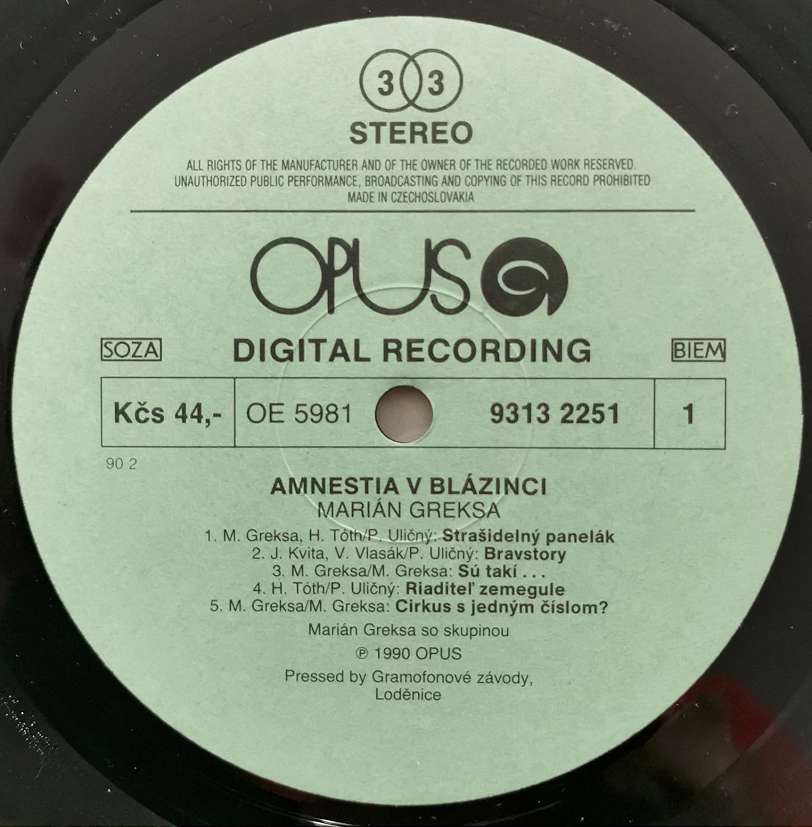 33
STEREO
ALL RIGHTS OF THE MANUFACTURER AND OF THE OWNER OF THE RECORDED WORK RESERVED.
UNAUTHORIZED PUBLIC PERFORMANCE, BROADCASTING AND COPYING OF THIS RECORD PROHIBITED
MADE IN CZECHOSLOVAKIA
OPUS
SOZA DIGITAL RECORDING BIEM
Kčs 44,- OE 5981 9313 2251 1
90 2
AMNESTIA V BLÁZINCI
MARIÁN GREKSA
1. M. Greksa, H. Tóth/P. Uličný: Strašidelný panelák
2. J. Kvita, V. Vlasák/P. Uličný: Bravstory
3. M. Greksa/M. Greksa: Sú takí ...
4. H. Tóth/P. Uličný: Riaditeľ zemegule
5. M. Greksa/M. Greksa: Cirkus s jedným číslom?
Marián Greksa so skupinou
℗ 1990 OPUS
Pressed by Gramofonové závody,
Loděnice